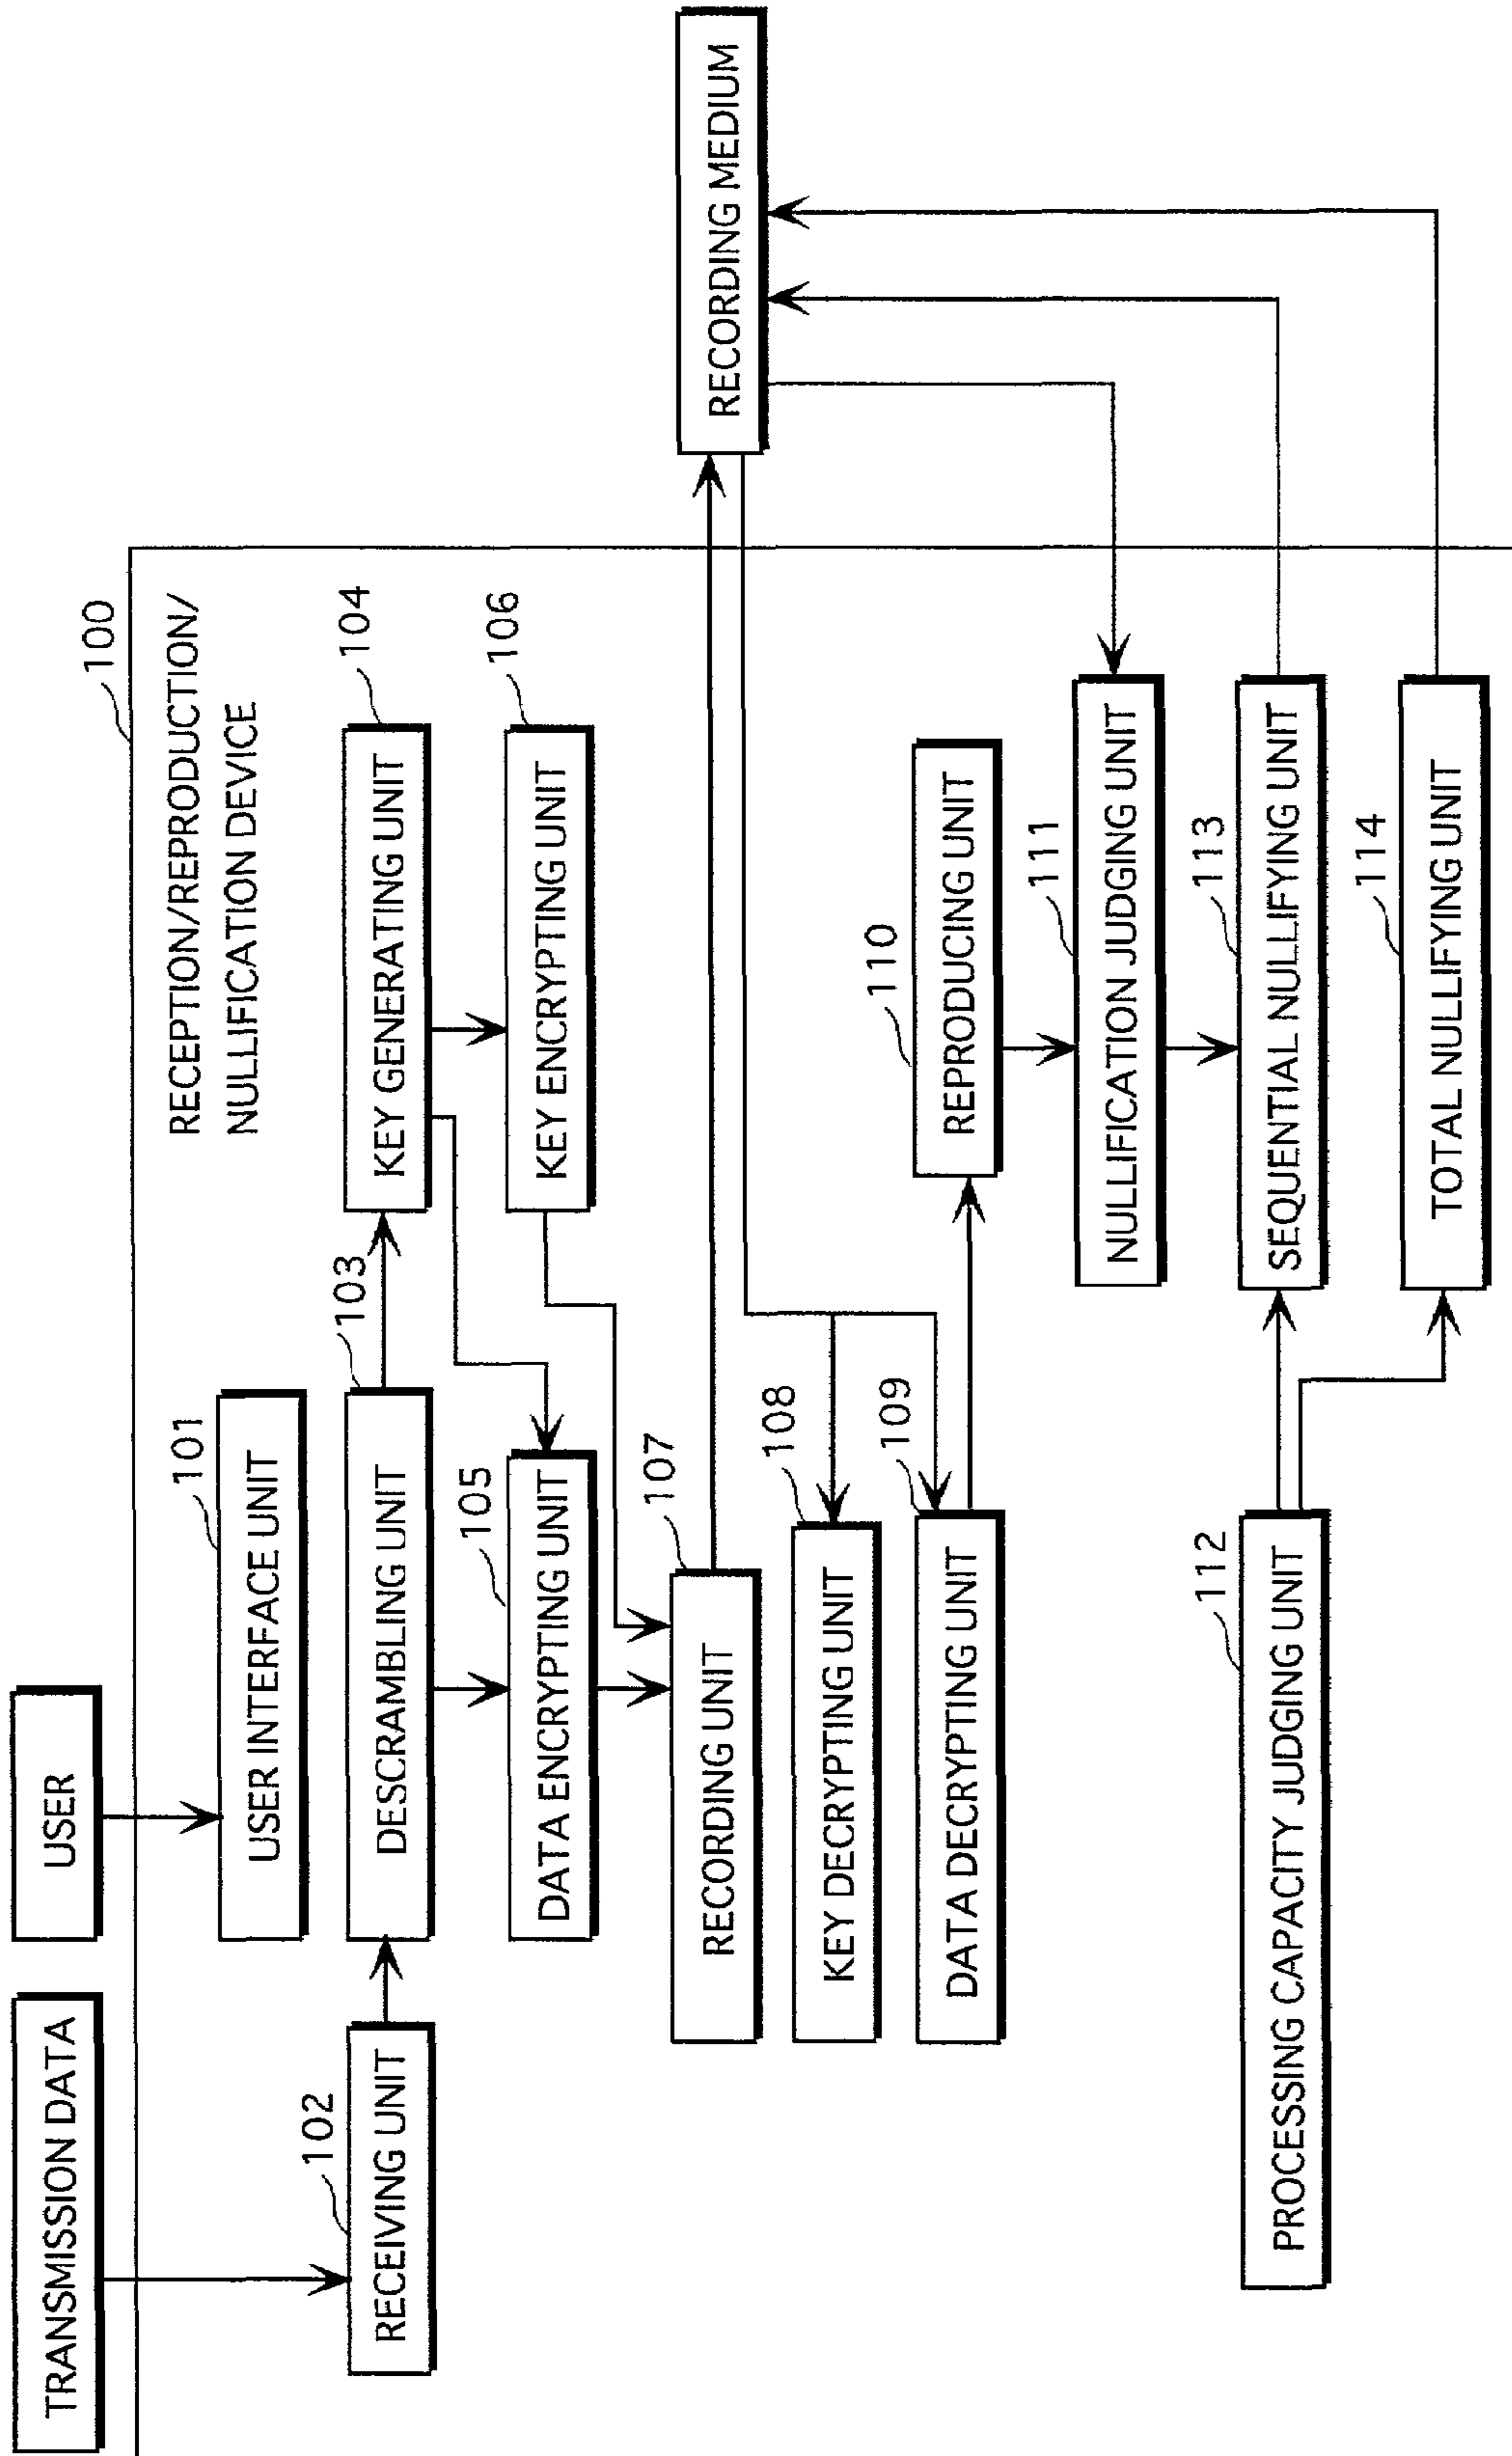 TRANSMISSION DATA
USER
100
RECEPTION/REPRODUCTION/
NULLIFICATION DEVICE
101
USER INTERFACE UNIT
102
RECEIVING UNIT
103
DESCRAMBLING UNIT
104
KEY GENERATING UNIT
105
DATA ENCRYPTING UNIT
106
KEY ENCRYPTING UNIT
107
RECORDING UNIT
RECORDING MEDIUM
108
KEY DECRYPTING UNIT
109
DATA DECRYPTING UNIT
110
REPRODUCING UNIT
111
NULLIFICATION JUDGING UNIT
112
PROCESSING CAPACITY JUDGING UNIT
113
SEQUENTIAL NULLIFYING UNIT
114
TOTAL NULLIFYING UNIT